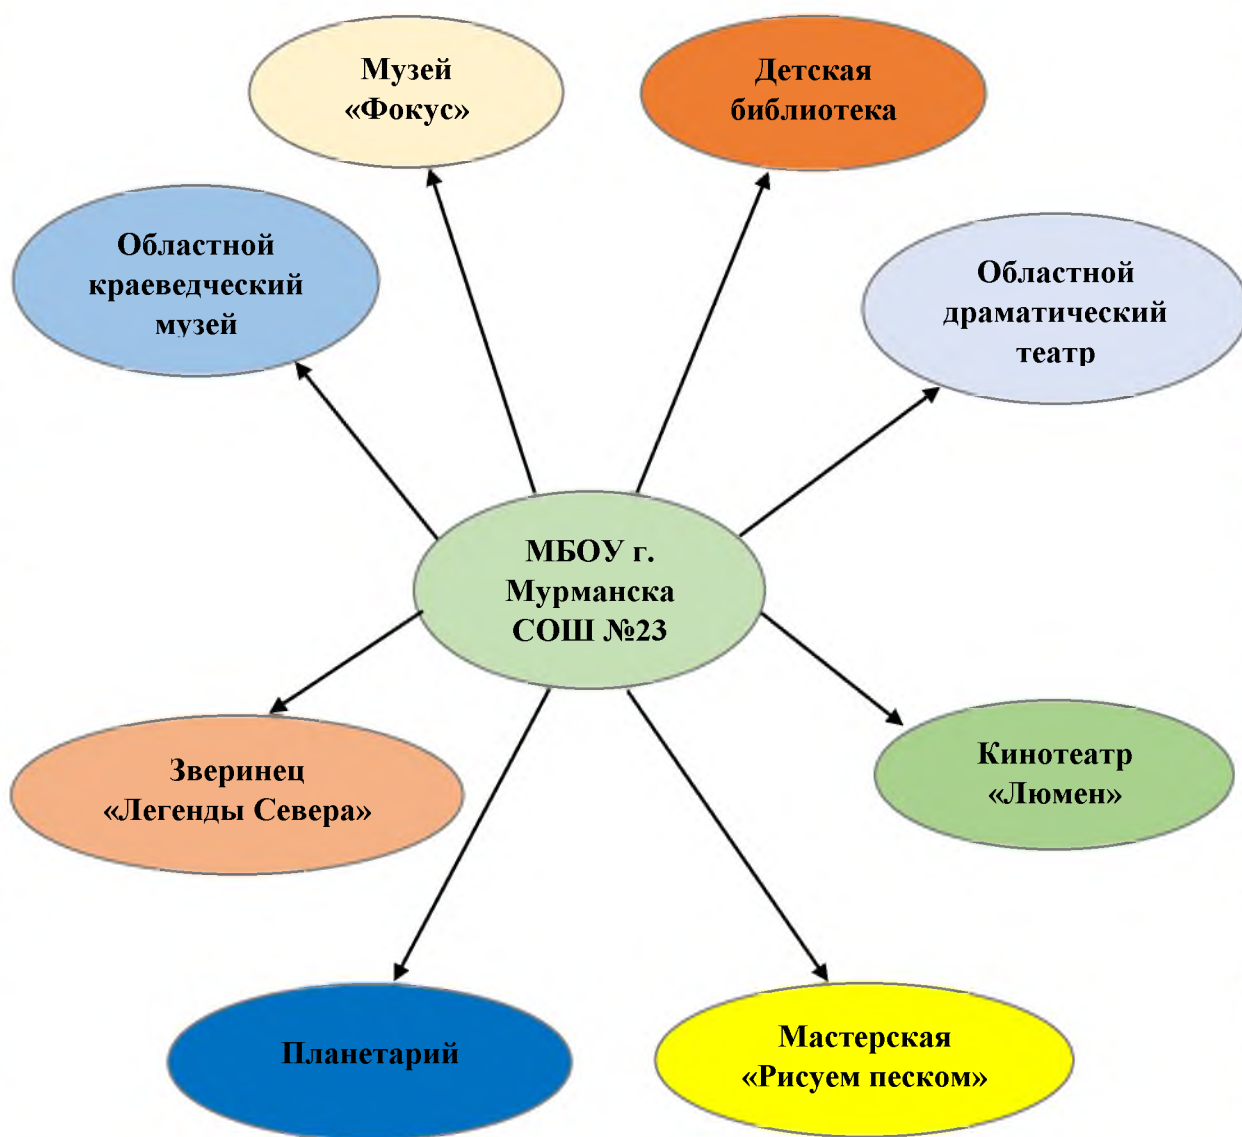 Музей
«Фокус»
Детская
библиотека
Областной
краеведческий
музей
Областной
драматический
театр
МБОУ г.
Мурманска
СОШ №23
Зверинец
«Легенды Севера»
Кинотеатр
«Люмен»
Планетарий
Мастерская
«Рисуем песком»